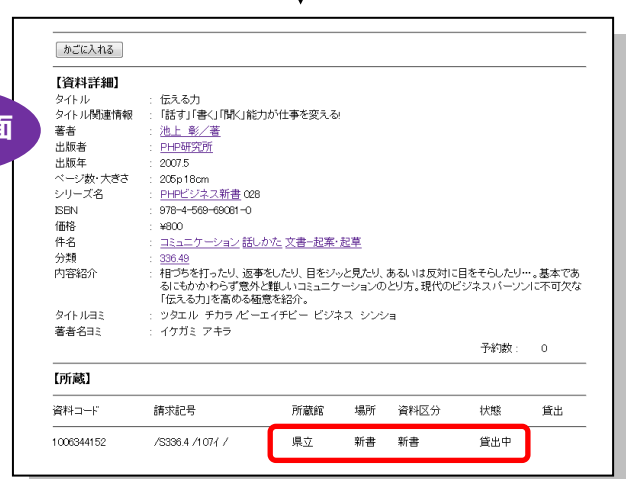 かごに入れる
【資料詳細】
タイトル : 伝える力
タイトル関連情報 : 「話す」「書く」「聞く」能力が仕事を変える!
面
著者 : 池上 彰/著
出版者 : PHP研究所
出版年 : 2007.5
ページ数・大きさ : 205p 18cm
シリーズ名 : PHPビジネス新書 028
ISBN : 978-4-569-69081-0
価格 : ¥800
件名 : コミュニケーション 話しかた 文書-起案・起草
分類 : 336.49
内容紹介 : 相づちを打ったり、返事をしたり、目をジッと見たり、あるいは反対に目をそらしたり…。基本であ
るにもかかわらず意外と難しいコミュニケーションのとり方。現代のビジネスパーソンに不可欠な
「伝える力」を高める極意を紹介。
タイトルヨミ : ツタエル チカラ/ピーエイチピー ビジネス シンショ
著者名ヨミ : イケガミ アキラ
予約数 : 0
【所蔵】
資料コード 請求記号 所蔵館 場所 資料区分 状態 貸出
1006344152 /S336.4/107イ/ 県立 新書 新書 貸出中